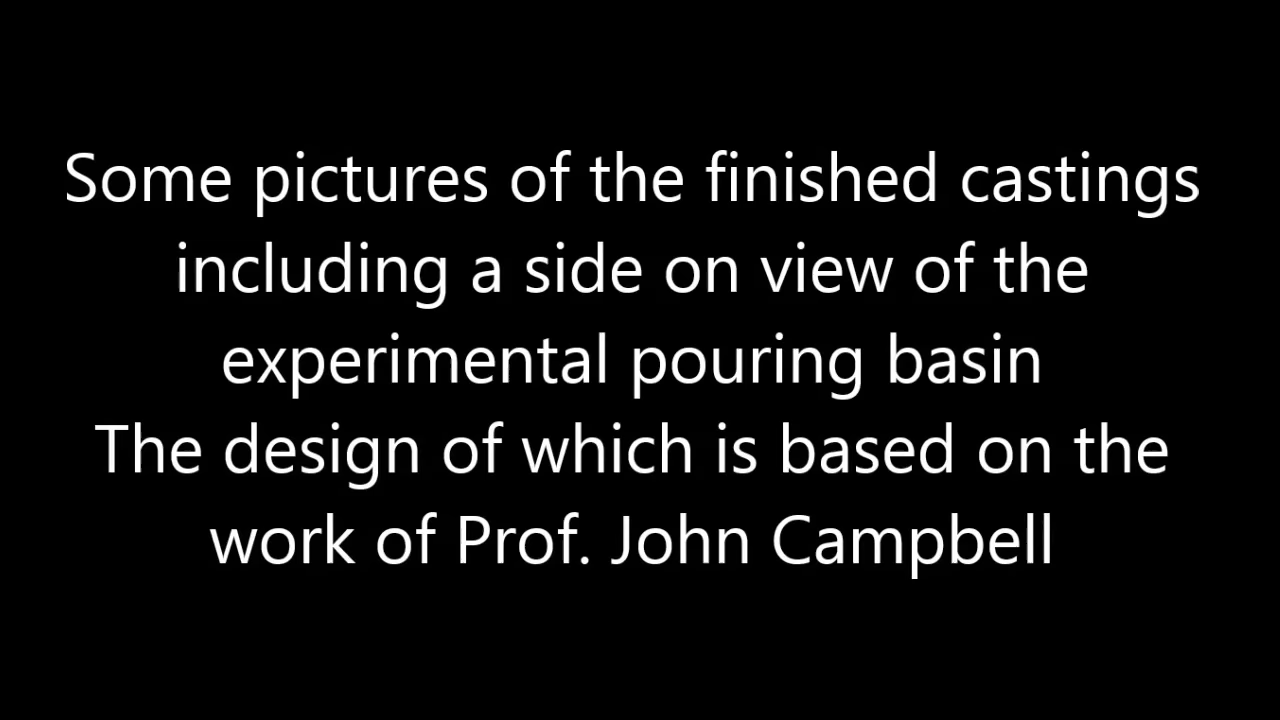 Some pictures of the finished castings
including a side on view of the
experimental pouring basin
The design of which is based on the
work of Prof. John Campbell